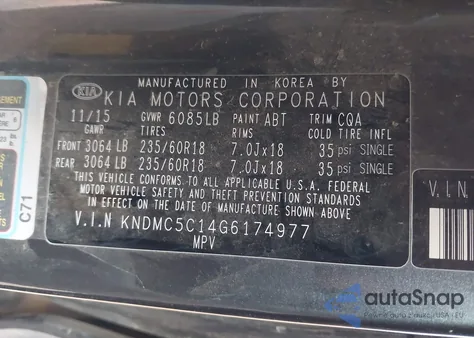 KIA
MANUFACTURED IN KOREA BY
KIA MOTORS CORPORATION
11/15 GVWR 6085LB PAINT ABT TRIM CQA
GAWR TIRES RIMS COLD TIRE INFL
FRONT 3064 LB 235/60R18 7.0Jx18 35 psi SINGLE
REAR 3064 LB 235/60R18 7.0Jx18 35 psi SINGLE
THIS VEHICLE CONFORMS TO ALL APPLICABLE U.S.A. FEDERAL
MOTOR VEHICLE SAFETY AND THEFT PREVENTION STANDARDS
IN EFFECT ON THE DATE OF MANUFACTURE SHOWN ABOVE.
V.I.N KNDMC5C14G6174977
MPV
C71
V.I.N
autoSnap